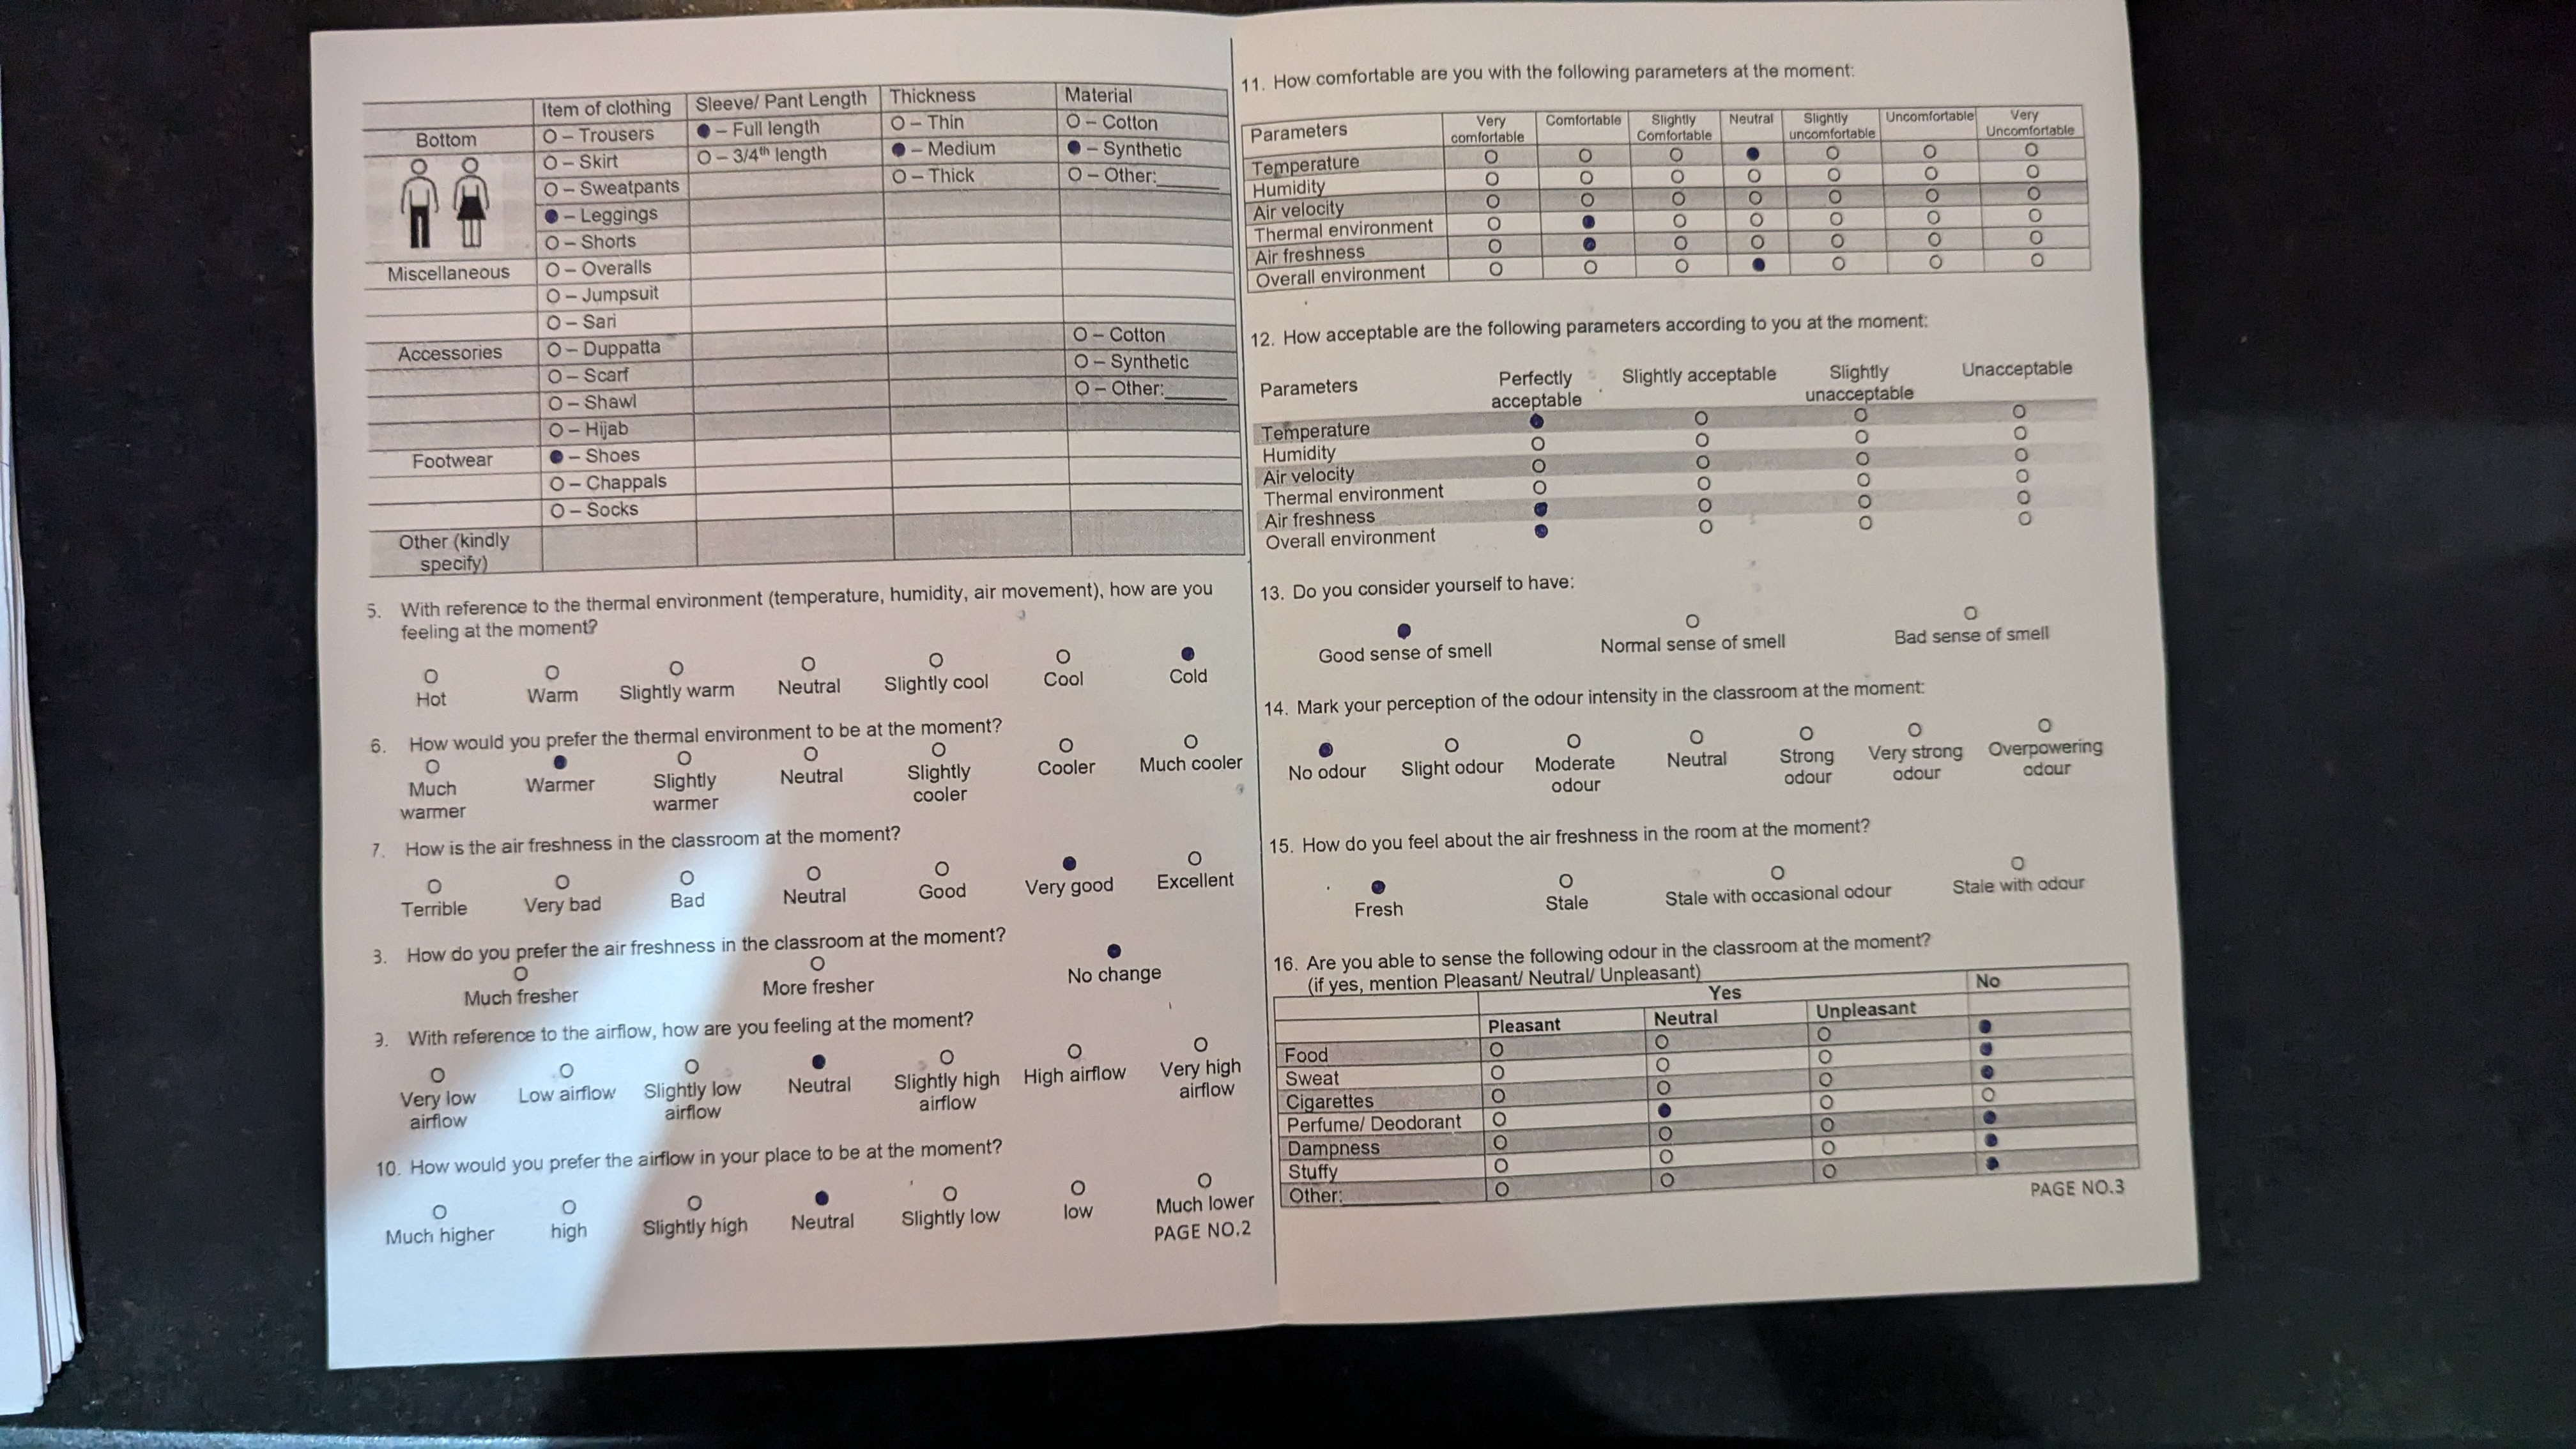 Item of clothing Sleeve/ Pant Length Thickness Material
Bottom O – Trousers ● – Full length O – Thin O – Cotton
O – Skirt O – 3/4th length ● – Medium ● – Synthetic
O – Sweatpants O – Thick O – Other:______
● – Leggings
O – Shorts
Miscellaneous O – Overalls
O – Jumpsuit
O – Sari
Accessories O – Duppatta O – Cotton
O – Scarf O – Synthetic
O – Shawl O – Other:______
O – Hijab
Footwear ● – Shoes
O – Chappals
O – Socks
Other (kindly
specify)
5. With reference to the thermal environment (temperature, humidity, air movement), how are you
feeling at the moment?
O O O O O O ●
Hot Warm Slightly warm Neutral Slightly cool Cool Cold
6. How would you prefer the thermal environment to be at the moment?
O ● O O O O O
Much Warmer Slightly Neutral Slightly Cooler Much cooler
warmer warmer cooler
7. How is the air freshness in the classroom at the moment?
O O O O O ● O
Terrible Very bad Bad Neutral Good Very good Excellent
3. How do you prefer the air freshness in the classroom at the moment?
O O ●
Much fresher More fresher No change
9. With reference to the airflow, how are you feeling at the moment?
O O O ● O O O
Very low Low airflow Slightly low Neutral Slightly high High airflow Very high
airflow airflow airflow airflow
10. How would you prefer the airflow in your place to be at the moment?
O O O ● O O O
Much higher high Slightly high Neutral Slightly low low Much lower
PAGE NO.2
11. How comfortable are you with the following parameters at the moment:
Parameters Very Comfortable Slightly Neutral Slightly Uncomfortable Very
comfortable Comfortable uncomfortable Uncomfortable
Temperature O O O ● O O O
Humidity O O O O O O O
Air velocity O O O O O O O
Thermal environment O ● O O O O O
Air freshness O ● O O O O O
Overall environment O O O ● O O O
12. How acceptable are the following parameters according to you at the moment:
Parameters Perfectly Slightly acceptable Slightly Unacceptable
acceptable unacceptable
Temperature ● O O O
Humidity O O O O
Air velocity O O O O
Thermal environment O O O O
Air freshness ● O O O
Overall environment ● O O O
13. Do you consider yourself to have:
● O O
Good sense of smell Normal sense of smell Bad sense of smell
14. Mark your perception of the odour intensity in the classroom at the moment:
● O O O O O O
No odour Slight odour Moderate Neutral Strong Very strong Overpowering
odour odour odour odour
15. How do you feel about the air freshness in the room at the moment?
● O O O
Fresh Stale Stale with occasional odour Stale with odour
16. Are you able to sense the following odour in the classroom at the moment?
(if yes, mention Pleasant/ Neutral/ Unpleasant)
Yes No
Pleasant Neutral Unpleasant
Food O O O ●
Sweat O O O ●
Cigarettes O O O ●
Perfume/ Deodorant O ● O O
Dampness O O O ●
Stuffy O O O ●
Other:______ O O O ●
PAGE NO.3